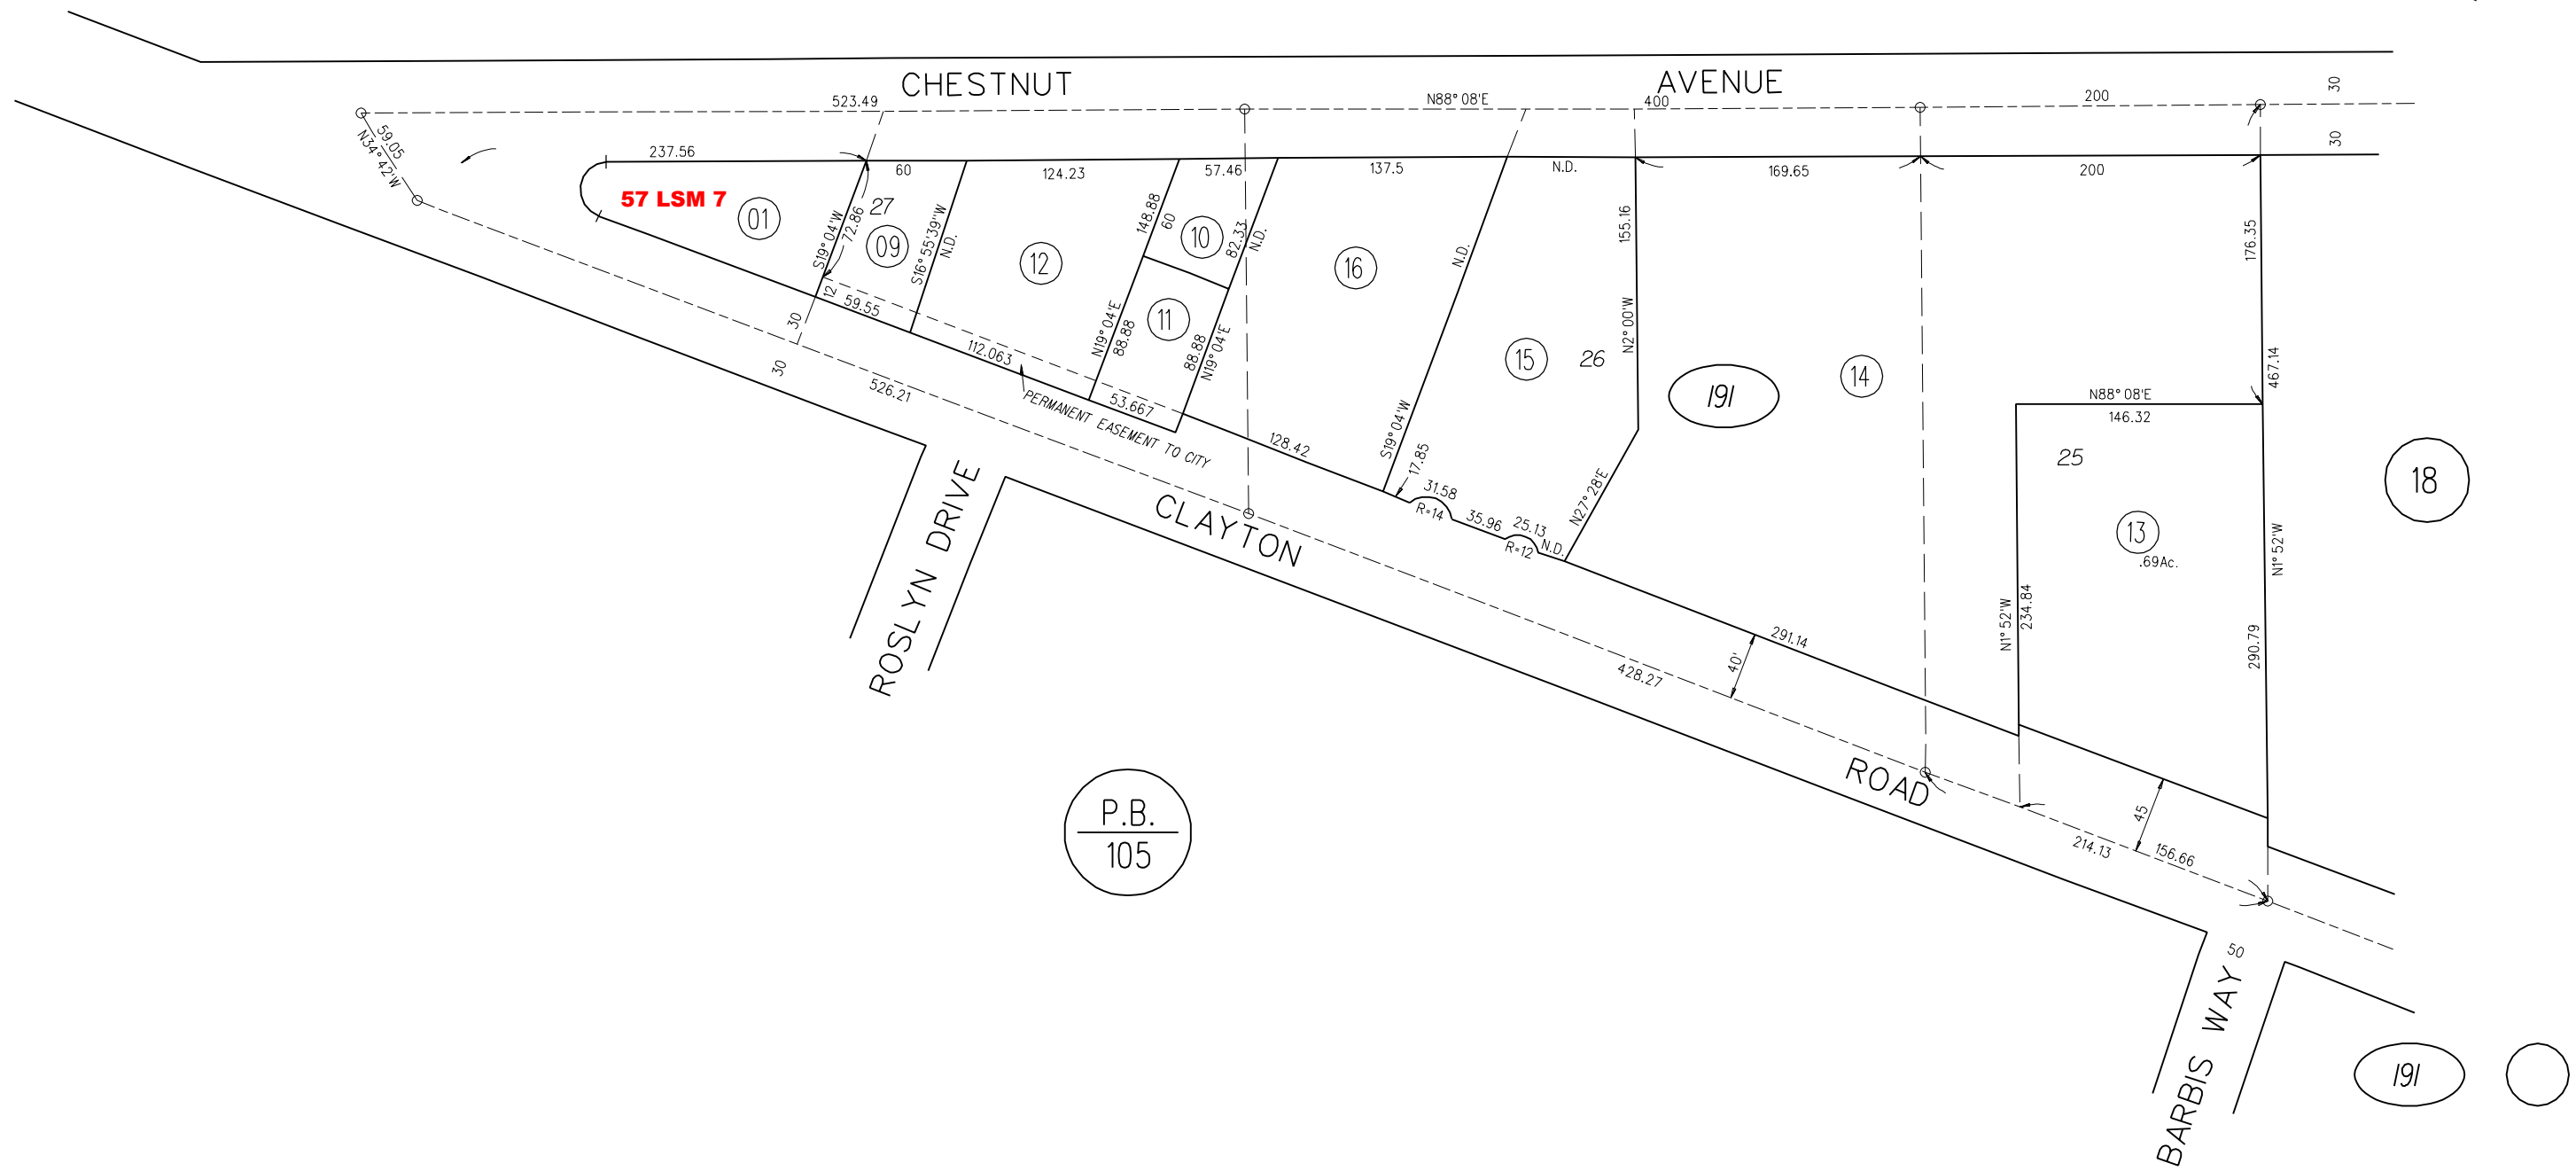 CHESTNUT AVENUE
523.49
N88° 08'E
400
200
30
30
59.05
N34° 42'W
237.56
60
124.23
57.46
137.5
N.D.
169.65
200
57 LSM 7
01
S19° 04'W
72.86
27
09
S16° 55'39"W
N.D.
12
148.88
60
10
82.33
N.D.
16
N.D.
155.16
176.35
12
59.55
30
30
112.063
N19° 04'E
88.88
11
88.88
N19° 04'E
53.667
15
26
N2° 00'W
191
14
467.14
N88° 08'E
146.32
526.21
PERMANENT EASEMENT TO CITY
128.42
S19° 04'W
17.85
31.58
R=14
35.96
25.13
R=12
N.D.
N27° 28'E
25
18
13
.69Ac.
N1° 52'W
ROSLYN DRIVE
CLAYTON
291.14
40'
428.27
N1° 52'W
234.84
290.79
ROAD
P.B.
105
45
214.13
156.66
50
BARBIS WAY
191